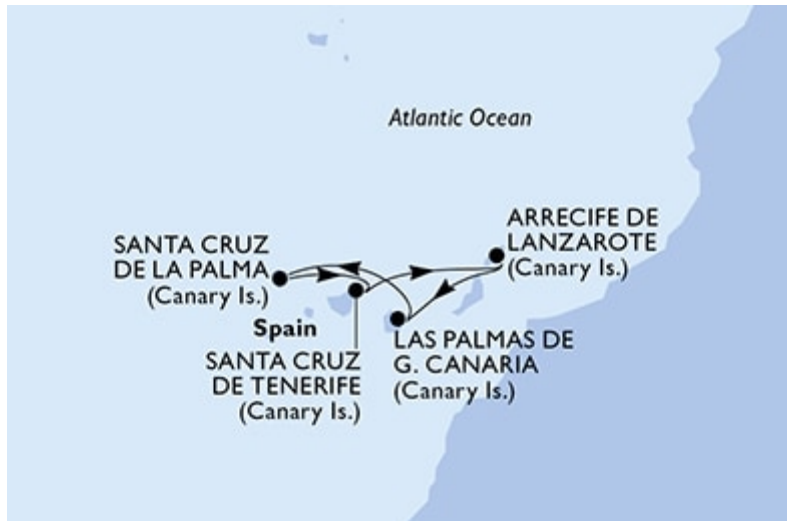 Atlantic Ocean
ARRECIFE DE
LANZAROTE
(Canary Is.)
SANTA CRUZ
DE LA PALMA
(Canary Is.)
Spain
SANTA CRUZ
DE TENERIFE
(Canary Is.)
LAS PALMAS DE
G. CANARIA
(Canary Is.)